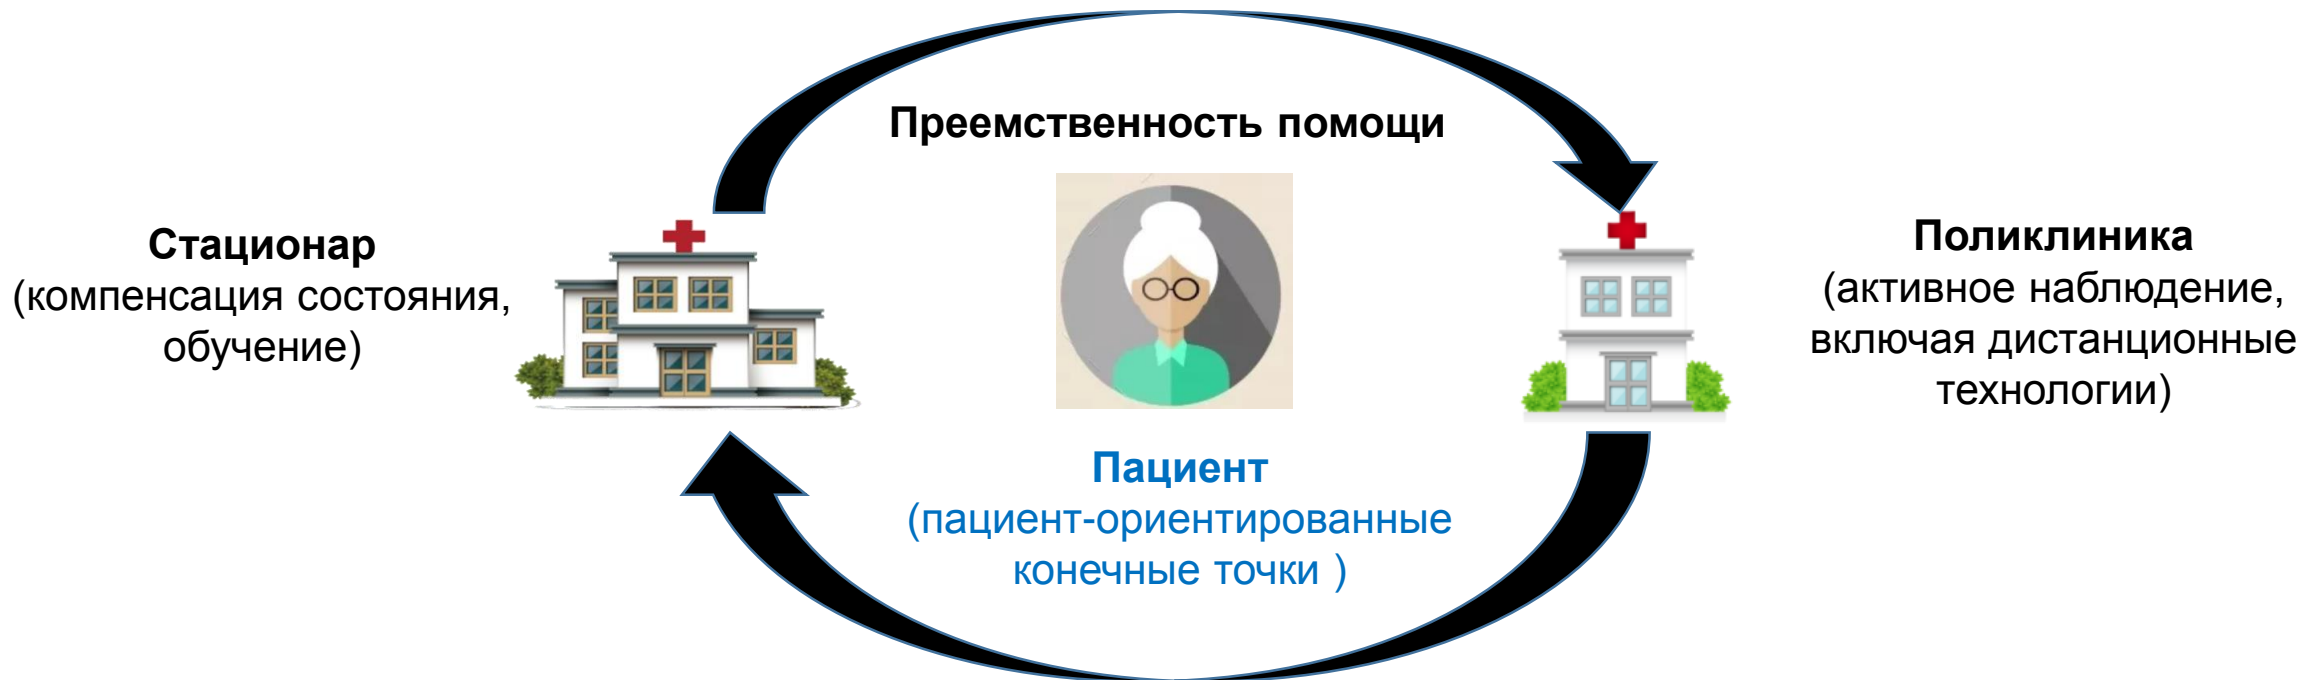 Преемственность помощи
Стационар
(компенсация состояния,
обучение)
Поликлиника
(активное наблюдение,
включая дистанционные
технологии)
Пациент
(пациент-ориентированные
конечные точки )